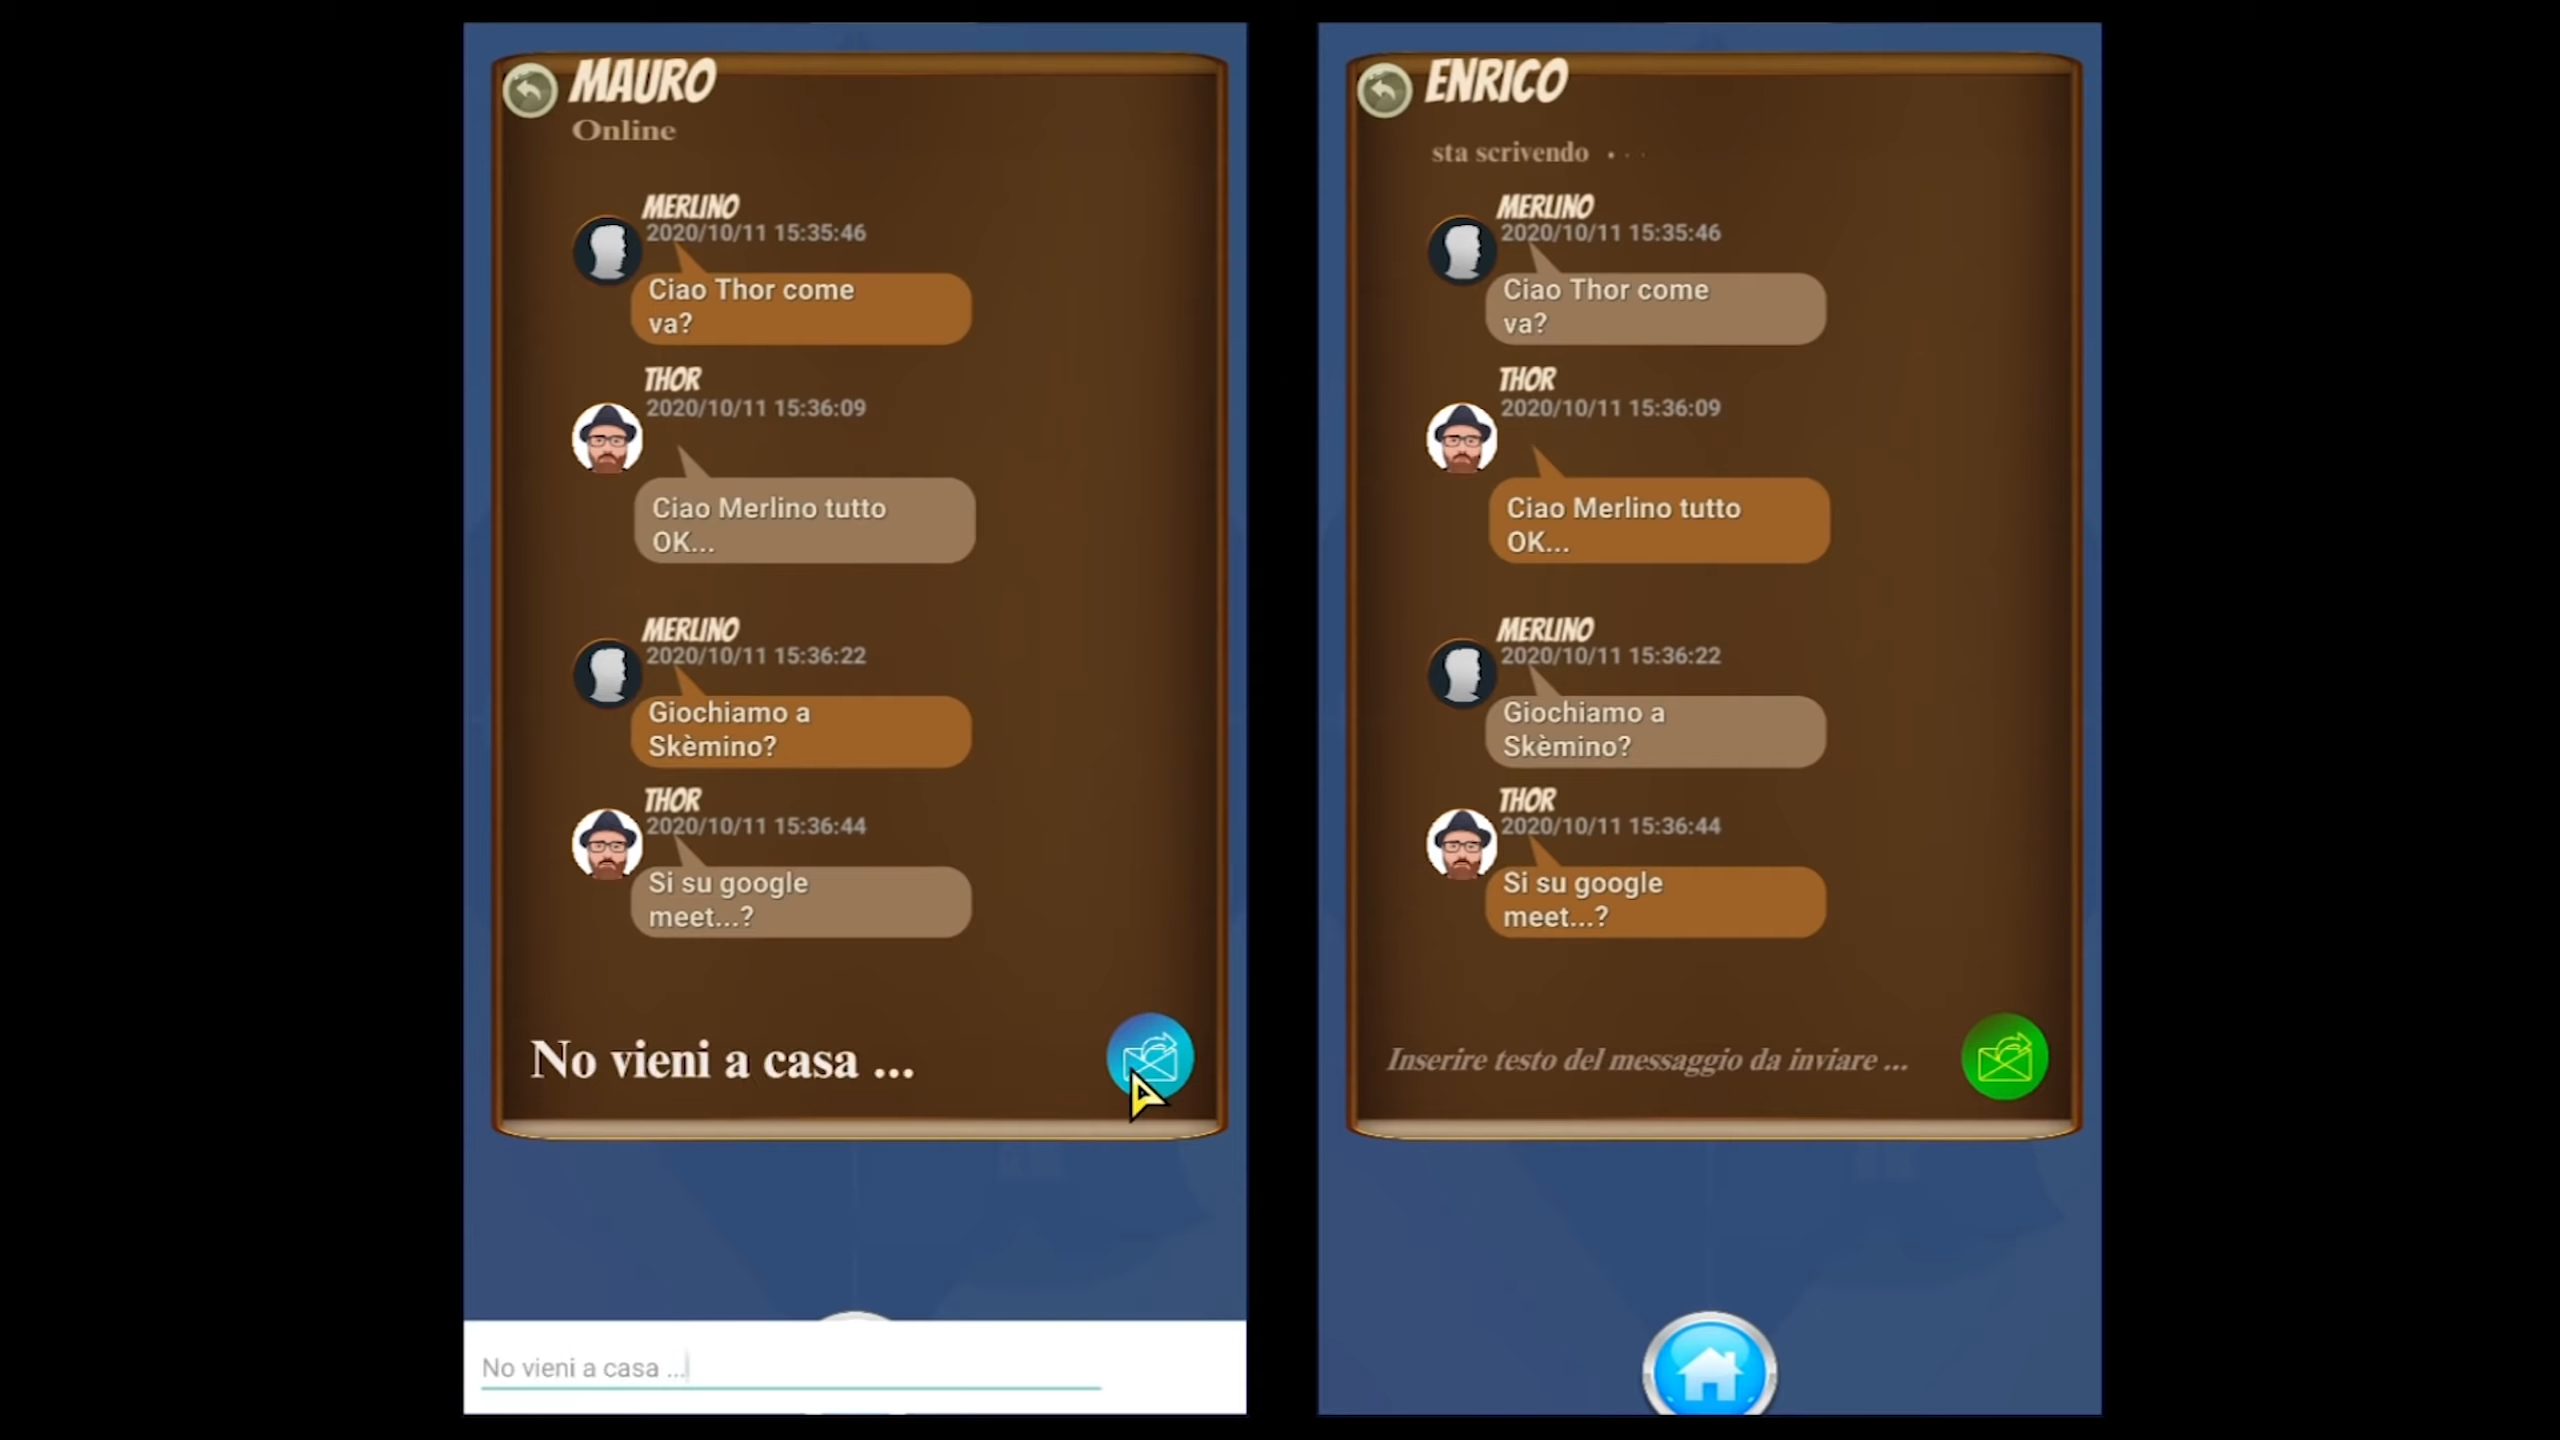 MAURO
Online
MERLINO
2020/10/11 15:35:46
Ciao Thor come
va?
THOR
2020/10/11 15:36:09
Ciao Merlino tutto
OK...
MERLINO
2020/10/11 15:36:22
Giochiamo a
Skèmino?
THOR
2020/10/11 15:36:44
Si su google
meet...?
No vieni a casa ...
No vieni a casa ...
ENRICO
sta scrivendo . . .
MERLINO
2020/10/11 15:35:46
Ciao Thor come
va?
THOR
2020/10/11 15:36:09
Ciao Merlino tutto
OK...
MERLINO
2020/10/11 15:36:22
Giochiamo a
Skèmino?
THOR
2020/10/11 15:36:44
Si su google
meet...?
Inserire testo del messaggio da inviare ...